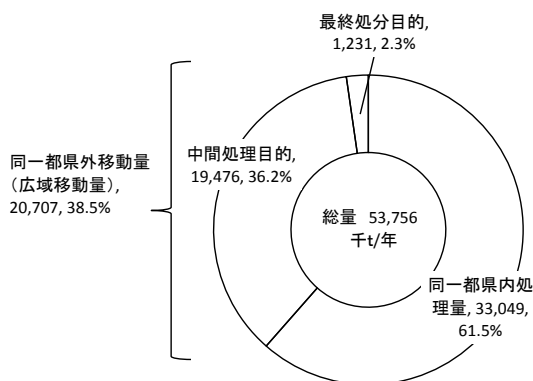 最終処分目的,
1,231, 2.3%
同一都県外移動量
（広域移動量）,
20,707, 38.5%
中間処理目的,
19,476, 36.2%
総量 53,756
千t/年
同一都県内処
理量, 33,049,
61.5%